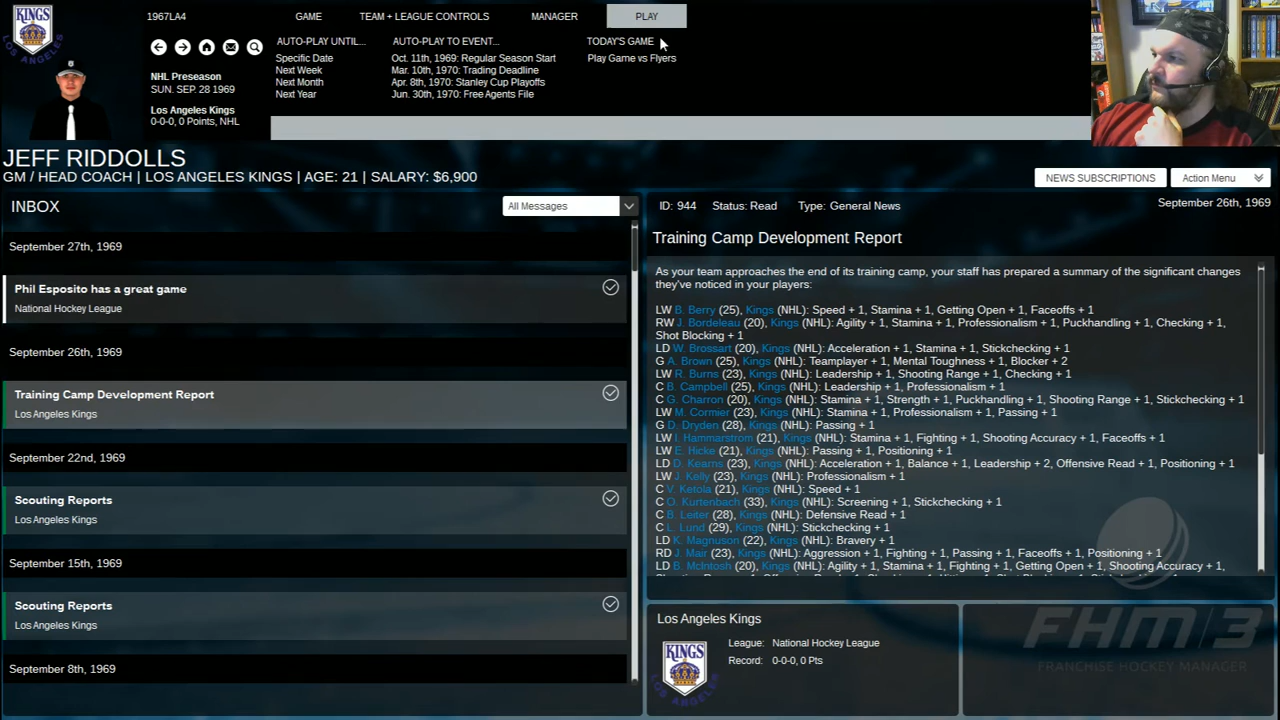 KINGS
LOS ANGELES
1967LA4
GAME
TEAM + LEAGUE CONTROLS
MANAGER
PLAY
NHL Preseason
SUN. SEP. 28 1969
Los Angeles Kings
0-0-0, 0 Points, NHL
AUTO-PLAY UNTIL...
Specific Date
Next Week
Next Month
Next Year
AUTO-PLAY TO EVENT...
Oct. 11th, 1969: Regular Season Start
Mar. 10th, 1970: Trading Deadline
Apr. 8th, 1970: Stanley Cup Playoffs
Jun. 30th, 1970: Free Agents File
TODAY'S GAME
Play Game vs Flyers
JEFF RIDDOLLS
GM / HEAD COACH | LOS ANGELES KINGS | AGE: 21 | SALARY: $6,900
NEWS SUBSCRIPTIONS
Action Menu
INBOX
All Messages
September 27th, 1969
Phil Esposito has a great game
National Hockey League
September 26th, 1969
Training Camp Development Report
Los Angeles Kings
September 22nd, 1969
Scouting Reports
Los Angeles Kings
September 15th, 1969
Scouting Reports
Los Angeles Kings
September 8th, 1969
ID: 944 Status: Read Type: General News
September 26th, 1969
Training Camp Development Report
As your team approaches the end of its training camp, your staff has prepared a summary of the significant changes
they've noticed in your players:
LW B. Berry (25), Kings (NHL): Speed + 1, Stamina + 1, Getting Open + 1, Faceoffs + 1
RW J. Bordeleau (20), Kings (NHL): Agility + 1, Stamina + 1, Professionalism + 1, Puckhandling + 1, Checking + 1,
Shot Blocking + 1
LD W. Brossart (20), Kings (NHL): Acceleration + 1, Stamina + 1, Stickchecking + 1
G A. Brown (25), Kings (NHL): Teamplayer + 1, Mental Toughness + 1, Blocker + 2
LW R. Burns (23), Kings (NHL): Leadership + 1, Shooting Range + 1, Checking + 1
C B. Campbell (25), Kings (NHL): Leadership + 1, Professionalism + 1
C G. Charron (20), Kings (NHL): Stamina + 1, Strength + 1, Puckhandling + 1, Shooting Range + 1, Stickchecking + 1
LW M. Cormier (23), Kings (NHL): Stamina + 1, Professionalism + 1, Passing + 1
G D. Dryden (28), Kings (NHL): Passing + 1
LW I. Hammarstrom (21), Kings (NHL): Stamina + 1, Fighting + 1, Shooting Accuracy + 1, Faceoffs + 1
LW E. Hicke (21), Kings (NHL): Passing + 1, Positioning + 1
LD D. Kearns (23), Kings (NHL): Acceleration + 1, Balance + 1, Leadership + 2, Offensive Read + 1, Positioning + 1
LW J. Kelly (23), Kings (NHL): Professionalism + 1
C V. Ketola (21), Kings (NHL): Speed + 1
C O. Kurtenbach (33), Kings (NHL): Screening + 1, Stickchecking + 1
C B. Leiter (28), Kings (NHL): Defensive Read + 1
C L. Lund (29), Kings (NHL): Stickchecking + 1
LD K. Magnuson (22), Kings (NHL): Bravery + 1
RD J. Mair (23), Kings (NHL): Aggression + 1, Fighting + 1, Passing + 1, Faceoffs + 1, Positioning + 1
LD B. McIntosh (20), Kings (NHL): Agility + 1, Stamina + 1, Fighting + 1, Getting Open + 1, Shooting Accuracy + 1,
Los Angeles Kings
KINGS
LOS ANGELES
League: National Hockey League
Record: 0-0-0, 0 Pts
FHM|3
FRANCHISE HOCKEY MANAGER